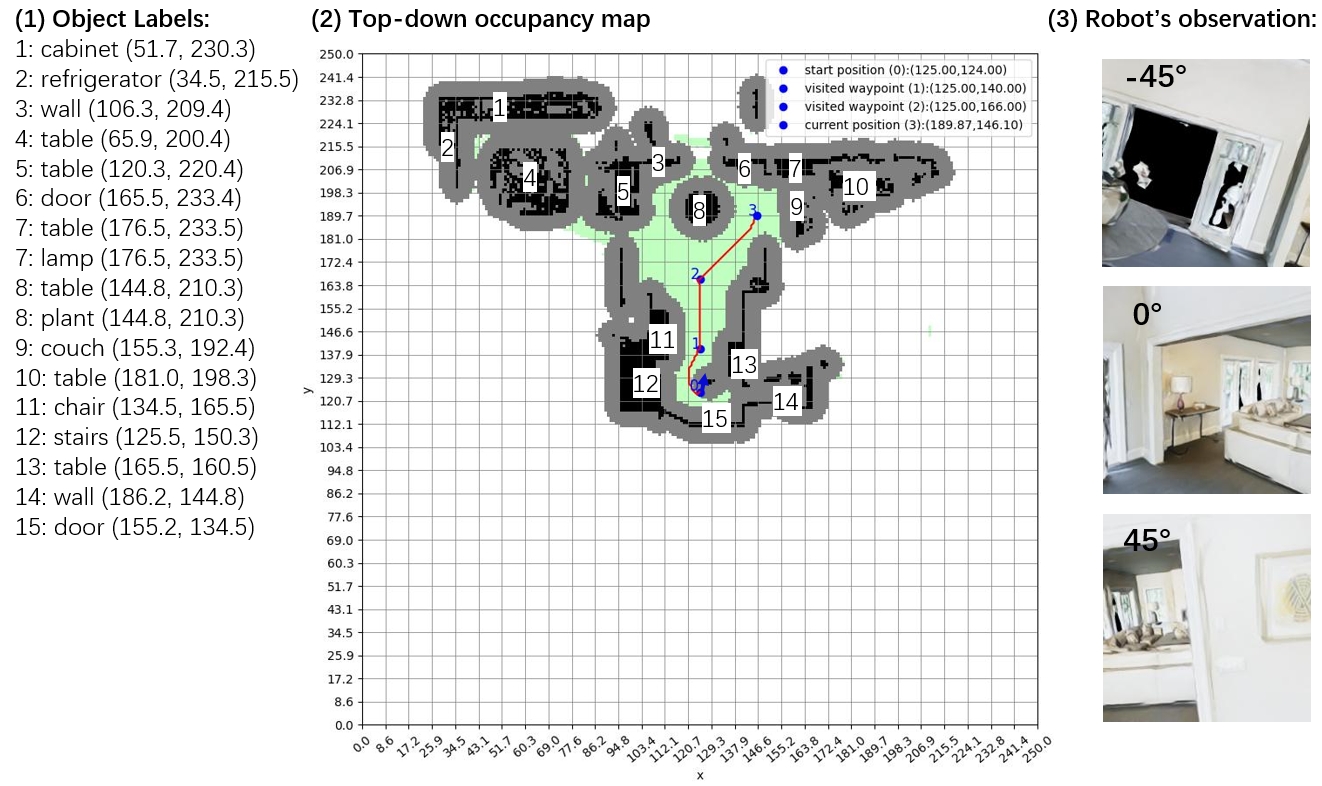 (1) Object Labels:
1: cabinet (51.7, 230.3)
2: refrigerator (34.5, 215.5)
3: wall (106.3, 209.4)
4: table (65.9, 200.4)
5: table (120.3, 220.4)
6: door (165.5, 233.4)
7: table (176.5, 233.5)
7: lamp (176.5, 233.5)
8: table (144.8, 210.3)
8: plant (144.8, 210.3)
9: couch (155.3, 192.4)
10: table (181.0, 198.3)
11: chair (134.5, 165.5)
12: stairs (125.5, 150.3)
13: table (165.5, 160.5)
14: wall (186.2, 144.8)
15: door (155.2, 134.5)
(2) Top-down occupancy map
start position (0):(125.00,124.00)
visited waypoint (1):(125.00,140.00)
visited waypoint (2):(125.00,166.00)
current position (3):(189.87,146.10)
250.0
241.4
232.8
224.1
215.5
206.9
198.3
189.7
181.0
172.4
163.8
155.2
146.6
137.9
129.3
120.7
112.1
103.4
94.8
86.2
77.6
69.0
60.3
51.7
43.1
34.5
25.9
17.2
8.6
0.0
y
1
2
3
4
5
6
7
8
9
10
11
12
13
14
15
3
2
1
0
0.0 8.6 17.2 25.9 34.5 43.1 51.7 60.3 69.0 77.6 86.2 94.8 103.4 112.1 120.7 129.3 137.9 146.6 155.2 163.8 172.4 181.0 189.7 198.3 206.9 215.5 224.1 232.8 241.4 250.0
x
(3) Robot's observation:
-45°
0°
45°